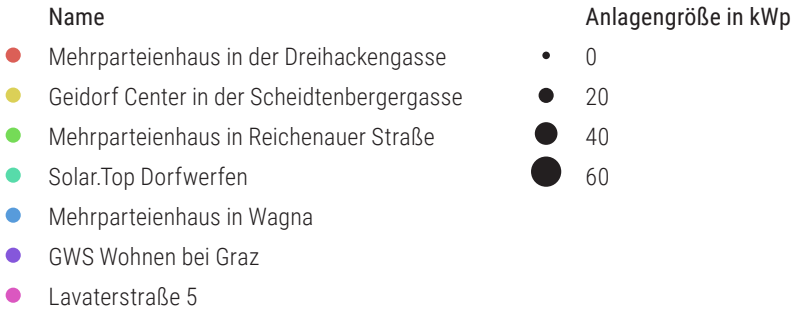 Name
Mehrparteienhaus in der Dreihackengasse
Geidorf Center in der Scheidtenbergergasse
Mehrparteienhaus in Reichenauer Straße
Solar.Top Dorfwerfen
Mehrparteienhaus in Wagna
GWS Wohnen bei Graz
Lavaterstraße 5
Anlagengröße in kWp
0
20
40
60